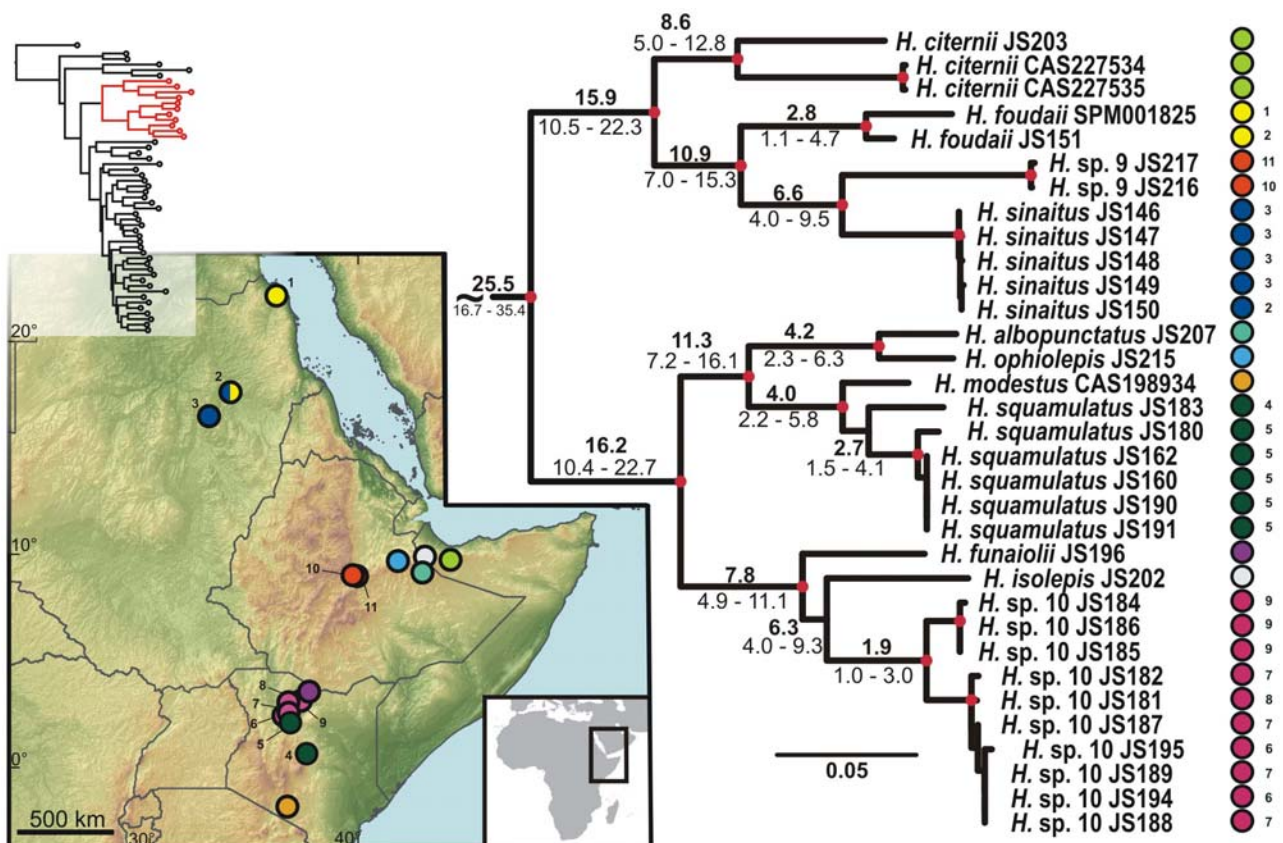 8.6
5.0 - 12.8
H. citernii JS203
H. citernii CAS227534
H. citernii CAS227535
15.9
10.5 - 22.3
2.8
1.1 - 4.7
H. foudaii SPM001825 1
H. foudaii JS151 2
10.9
7.0 - 15.3
H. sp. 9 JS217 11
H. sp. 9 JS216 10
6.6
4.0 - 9.5
H. sinaitus JS146 3
H. sinaitus JS147 3
H. sinaitus JS148 3
H. sinaitus JS149 3
H. sinaitus JS150 2
25.5
~
16.7 - 35.4
11.3
7.2 - 16.1
4.2
2.3 - 6.3
H. albopunctatus JS207
H. ophiolepis JS215
4.0
2.2 - 5.8
H. modestus CAS198934
H. squamulatus JS183 4
H. squamulatus JS180 5
2.7
1.5 - 4.1
H. squamulatus JS162 5
H. squamulatus JS160 5
H. squamulatus JS190 5
H. squamulatus JS191 5
16.2
10.4 - 22.7
H. funaiolii JS196
7.8
4.9 - 11.1
H. isolepis JS202
6.3
4.0 - 9.3
H. sp. 10 JS184 9
H. sp. 10 JS186 9
H. sp. 10 JS185 9
1.9
1.0 - 3.0
H. sp. 10 JS182 7
H. sp. 10 JS181 8
H. sp. 10 JS187 7
H. sp. 10 JS195 6
H. sp. 10 JS189 7
H. sp. 10 JS194 6
H. sp. 10 JS188 7
0.05
1
20°
2
3
10°
10
11
8
7
9
6
5
4
0°
500 km
30°
40°